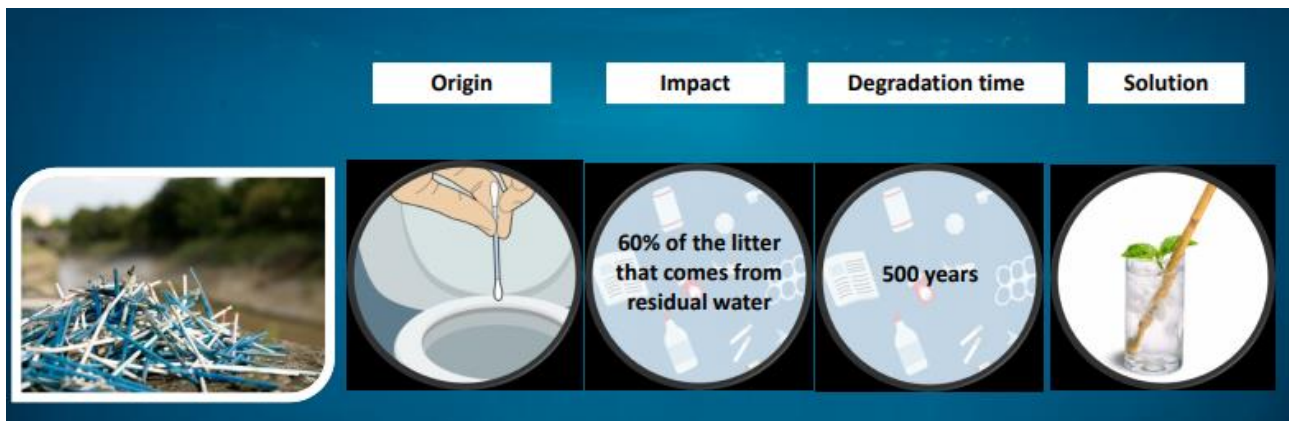 Origin
Impact
Degradation time
Solution
60% of the litter
that comes from
residual water
500 years